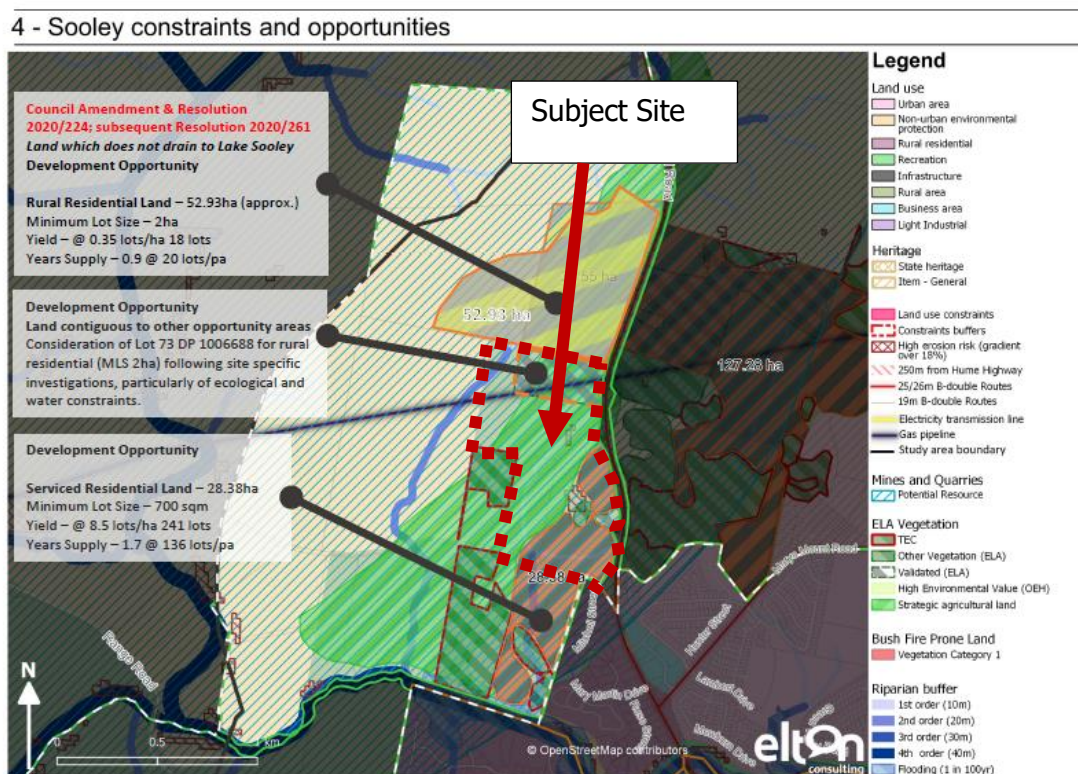 4 - Sooley constraints and opportunities
Council Amendment & Resolution
2020/224; subsequent Resolution 2020/261
Land which does not drain to Lake Sooley
Development Opportunity
Rural Residential Land – 52.93ha (approx.)
Minimum Lot Size – 2ha
Yield – @ 0.35 lots/ha 18 lots
Years Supply – 0.9 @ 20 lots/pa
Development Opportunity
Land contiguous to other opportunity areas
Consideration of Lot 73 DP 1006688 for rural
residential (MLS 2ha) following site specific
investigations, particularly of ecological and
water constraints.
Development Opportunity
Serviced Residential Land – 28.38ha
Minimum Lot Size – 700 sqm
Yield – @ 8.5 lots/ha 241 lots
Years Supply – 1.7 @ 136 lots/pa
Subject Site
Road
55 ha
52.93 ha
127.28 ha
28.38 ha
Range Road
Marys Mount Road
Hunter Street
Mary Martin Drive
Lambert Drive
N
0 0.5 1 km
© OpenStreetMap contributors
elton
consulting
Legend
Land use
Urban area
Non-urban environmental
protection
Rural residential
Recreation
Infrastructure
Rural area
Business area
Light Industrial
Heritage
State heritage
Item - General
Land use constraints
Constraints buffers
High erosion risk (gradient
over 18%)
250m from Hume Highway
25/26m B-double Routes
19m B-double Routes
Electricity transmission line
Gas pipeline
Study area boundary
Mines and Quarries
Potential Resource
ELA Vegetation
TEC
Other Vegetation (ELA)
Validated (ELA)
High Environmental Value (OEH)
Strategic agricultural land
Bush Fire Prone Land
Vegetation Category 1
Riparian buffer
1st order (10m)
2nd order (20m)
3rd order (30m)
4th order (40m)
Flooding (1 in 100yr)